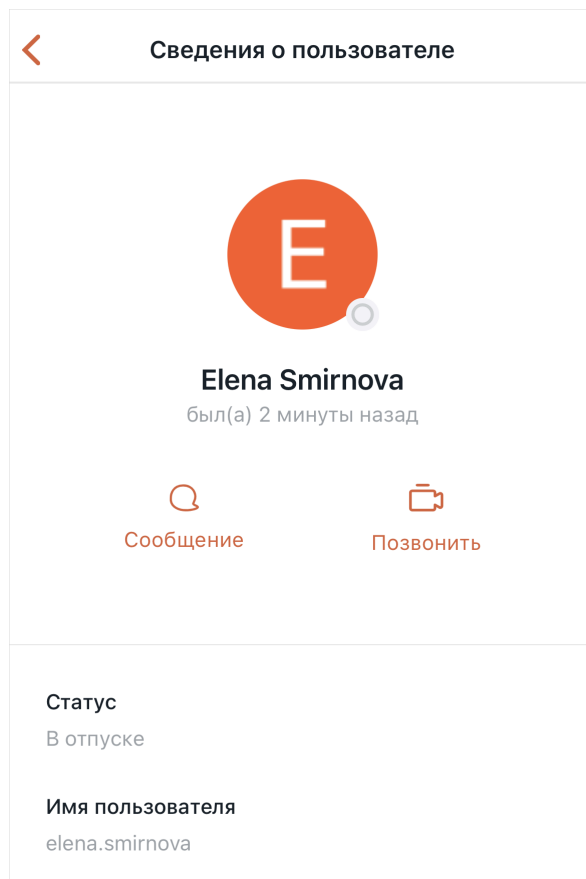 Сведения о пользователе
E
Elena Smirnova
был(а) 2 минуты назад
Сообщение
Позвонить
Статус
В отпуске
Имя пользователя
elena.smirnova